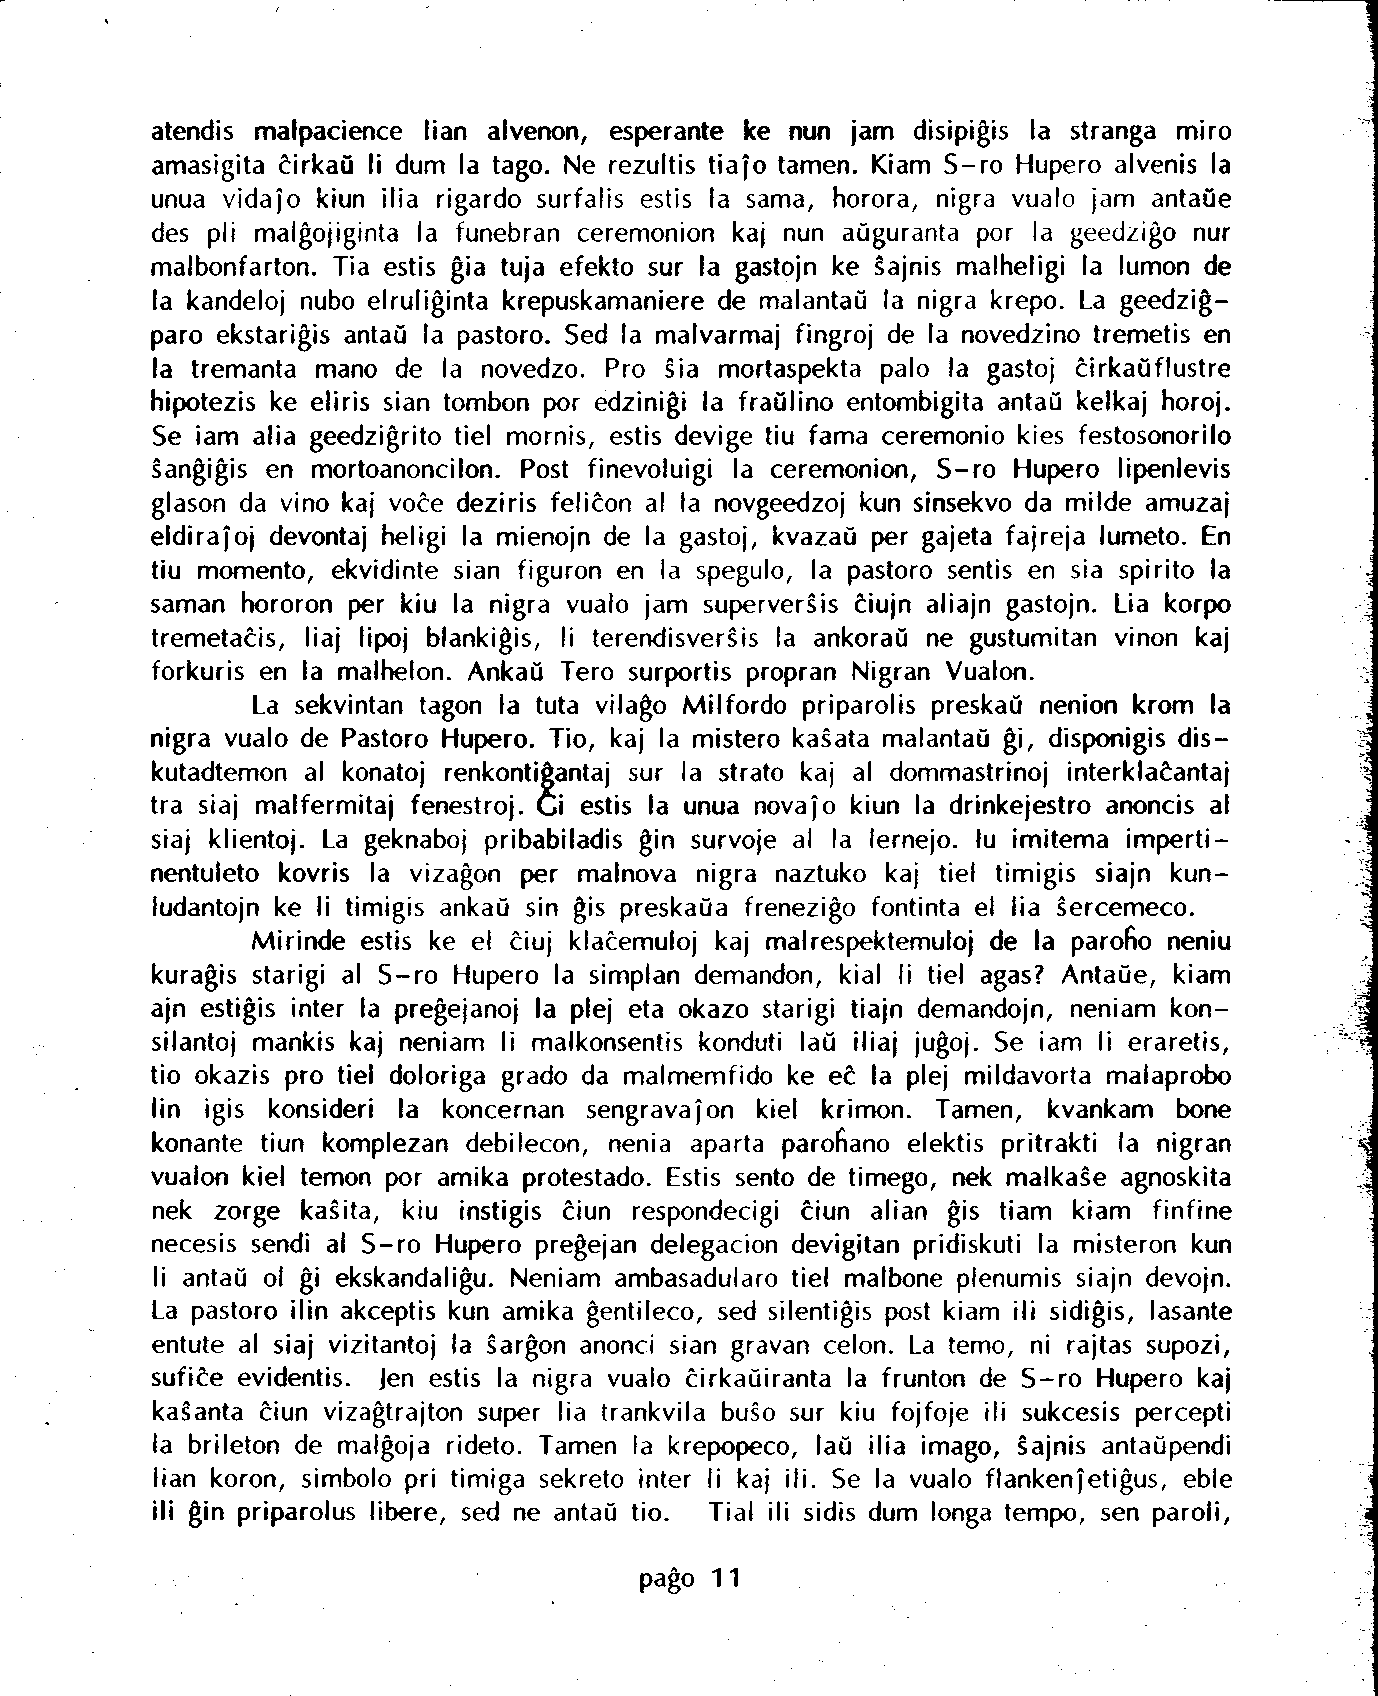 atendis malpacience lian alvenon, esperante ke nun jam disipiĝis la stranga miro
amasigita ĉirkaŭ li dum la tago. Ne rezultis tiaĵo tamen. Kiam S-ro Hupero alvenis la
unua vidaĵo kiun ilia rigardo surfalis estis la sama, horora, nigra vualo jam antaŭe
des pli malĝojiginta la funebran ceremonion kaj nun aŭguranta por la geedziĝo nur
malbonfarton. Tia estis ĝia tuja efekto sur la gastojn ke ŝajnis malheligi la lumon de
la kandeloj nubo elruliĝinta krepuskamaniere de malantaŭ la nigra krepo. La geedziĝ-
paro ekstariĝis antaŭ la pastoro. Sed la malvarmaj fingroj de la novedzino tremetis en
la tremanta mano de la novedzo. Pro ŝia mortaspekta palo la gastoj ĉirkaŭflustre
hipotezis ke eliris sian tombon por edziniĝi la fraŭlino entombigita antaŭ kelkaj horoj.
Se iam alia geedziĝrito tiel mornis, estis devige tiu fama ceremonio kies festosonorilo
ŝanĝiĝis en mortoanoncilon. Post finevoluigi la ceremonion, S-ro Hupero lipenlevis
glason da vino kaj voĉe deziris feliĉon al la novgeedzoj kun sinsekvo da milde amuzaj
eldiraĵoj devontaj heligi la mienojn de la gastoj, kvazaŭ per gajeta fajreja lumeto. En
tiu momento, ekvidinte sian figuron en la spegulo, la pastoro sentis en sia spirito la
saman hororon per kiu la nigra vualo jam superverŝis ĉiujn aliajn gastojn. Lia korpo
tremetaĉis, liaj lipoj blankiĝis, li terendisverŝis la ankoraŭ ne gustumitan vinon kaj
forkuris en la malhelon. Ankaŭ Tero surportis propran Nigran Vualon.
La sekvintan tagon la tuta vilaĝo Milfordo priparolis preskaŭ nenion krom la
nigra vualo de Pastoro Hupero. Tio, kaj la mistero kaŝata malantaŭ ĝi, disponigis dis-
kutadtemon al konatoj renkontiĝantaj sur la strato kaj al dommastrinoj interklaĉantaj
tra siaj malfermitaj fenestroj. Ĝi estis la unua novaĵo kiun la drinkejestro anoncis al
siaj klientoj. La geknaboj pribabiladis ĝin survoje al la lernejo. Iu imitema imperti-
nentuleto kovris la vizaĝon per malnova nigra naztuko kaj tiel timigis siajn kun-
ludantojn ke li timigis ankaŭ sin ĝis preskaŭa freneziĝo fontinta el lia ŝercemeco.
Mirinde estis ke el ĉiuj klaĉemuloj kaj malrespektemuloj de la paroĥo neniu
kuraĝis starigi al S-ro Hupero la simplan demandon, kial li tiel agas? Antaŭe, kiam
ajn estiĝis inter la preĝejanoj la plej eta okazo starigi tiajn demandojn, neniam kon-
silantoj mankis kaj neniam li malkonsentis konduti laŭ iliaj juĝoj. Se iam li eraretis,
tio okazis pro tiel doloriga grado da malmemfido ke eĉ la plej mildavorta malaprobo
lin igis konsideri la koncernan sengravaĵon kiel krimon. Tamen, kvankam bone
konante tiun komplezan debilecon, nenia aparta paroĥano elektis pritrakti la nigran
vualon kiel temon por amika protestado. Estis sento de timego, nek malkaŝe agnoskita
nek zorge kaŝita, kiu instigis ĉiun respondecigi ĉiun alian ĝis tiam kiam finfine
necesis sendi al S-ro Hupero preĝejan delegacion devigitan pridiskuti la misteron kun
li antaŭ ol ĝi ekskandaliĝu. Neniam ambasadularo tiel malbone plenumis siajn devojn.
La pastoro ilin akceptis kun amika ĝentileco, sed silentiĝis post kiam ili sidiĝis, lasante
entute al siaj vizitantoj la ŝarĝon anonci sian gravan celon. La temo, ni rajtas supozi,
sufiĉe evidentis. Jen estis la nigra vualo ĉirkaŭiranta la frunton de S-ro Hupero kaj
kaŝanta ĉiun vizaĝtrajton super lia trankvila buŝo sur kiu fojfoje ili sukcesis percepti
la brileton de malĝoja rideto. Tamen la krepopeco, laŭ ilia imago, ŝajnis antaŭpendi
lian koron, simbolo pri timiga sekreto inter li kaj ili. Se la vualo flankenĵetiĝus, eble
ili ĝin priparolus libere, sed ne antaŭ tio. Tial ili sidis dum longa tempo, sen paroli,
paĝo 11